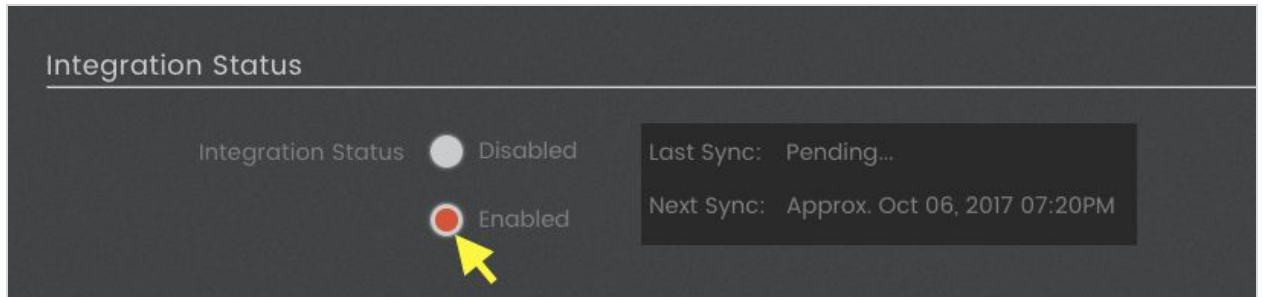 Integration Status
Integration Status Disabled Last Sync: Pending...
Enabled Next Sync: Approx. Oct 06, 2017 07:20PM